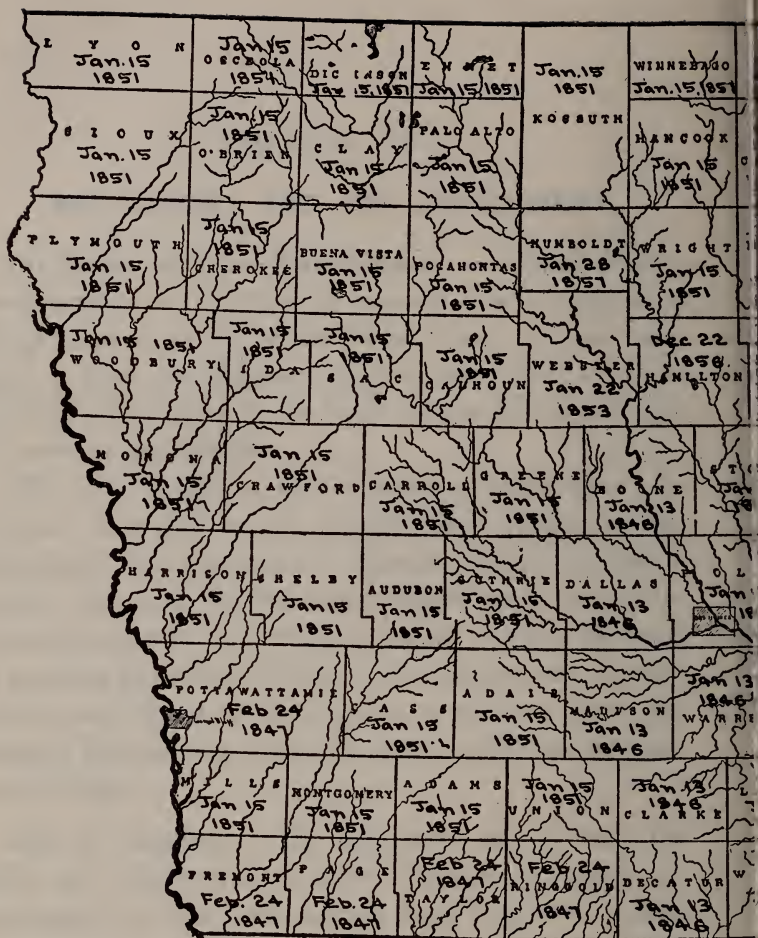 LYON
Jan. 15
1851
Jan. 15
OSCEOLA
1851
DICKINSON
Jan 15, 1851
EMMET
Jan 15, 1851
Jan. 15
1851
KOSSUTH
WINNEBAGO
Jan. 15, 1851
SIOUX
Jan. 15
1851
Jan 15
1851
O'BRIEN
CLAY
Jan 15
1851
PALO ALTO
Jan 15
1851
HANCOCK
Jan 15
1851
PLYMOUTH
Jan 15
1851
Jan 15
1851
CHEROKEE
BUENA VISTA
Jan 15
1851
POCAHONTAS
Jan 15
1851
HUMBOLDT
Jan 28
1857
WRIGHT
Jan 15
1851
Jan 15 1851
WOODBURY
Jan 15
1851
IDA
Jan 15
1851
SAC
Jan 15
1851
CALHOUN
WEBSTER
Jan 22
1853
Dec 22
1856
HAMILTON
MONONA
Jan 15
1851
Jan 15
1851
CRAWFORD
CARROLL
Jan 15
1851
GREENE
Jan 15
1851
BOONE
Jan 13
1846
HARRISON
Jan 15
1851
SHELBY
Jan 15
1851
AUDUBON
Jan 15
1851
GUTHRIE
Jan 15
1851
DALLAS
Jan 13
1846
POTTAWATTAMIE
Feb 24
1847
CASS
Jan 15
1851
ADAIR
Jan 15
1851
MADISON
Jan 13
1846
Jan 13
1846
WARRE
MILLS
Jan 15
1851
MONTGOMERY
Jan 15
1851
ADAMS
Jan 15
1851
Jan 15
1851
UNION
Jan 13
1846
CLARKE
FREMONT
Feb. 24
1847
PAGE
Feb. 24
1847
Feb 24
1847
TAYLOR
Feb 24
RINGGOLD
1847
DECATUR
Jan 13
1846